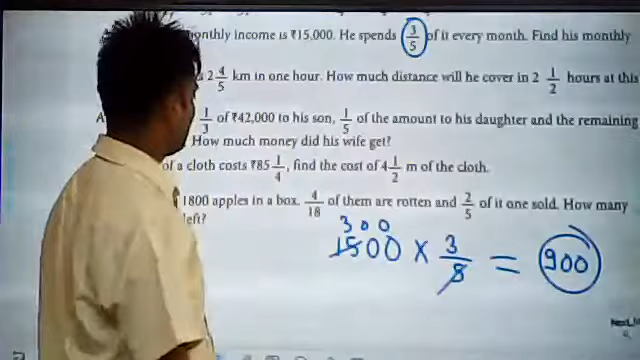 onthly income is ₹15,000. He spends 3/5 of it every month. Find his monthly
2 4/5 km in one hour. How much distance will he cover in 2 1/2 hours at this
1/3 of ₹42,000 to his son, 1/5 of the amount to his daughter and the remaining
How much money did his wife get?
of a cloth costs ₹85 1/4, find the cost of 4 1/2 m of the cloth.
1800 apples in a box. 4/18 of them are rotten and 2/5 of it one sold. How many
left?
300
1500 × 3/5 = 900